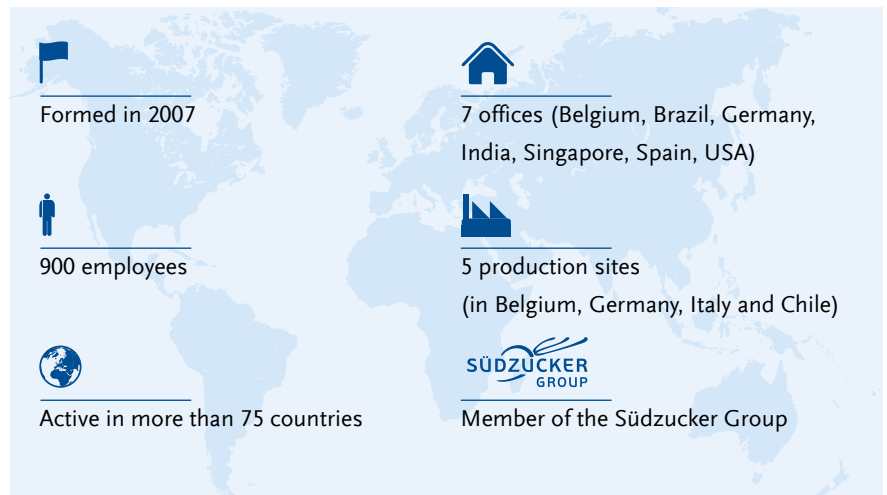 Formed in 2007
7 offices (Belgium, Brazil, Germany,
India, Singapore, Spain, USA)
900 employees
5 production sites
(in Belgium, Germany, Italy and Chile)
SÜDZUCKER
GROUP
Active in more than 75 countries
Member of the Südzucker Group